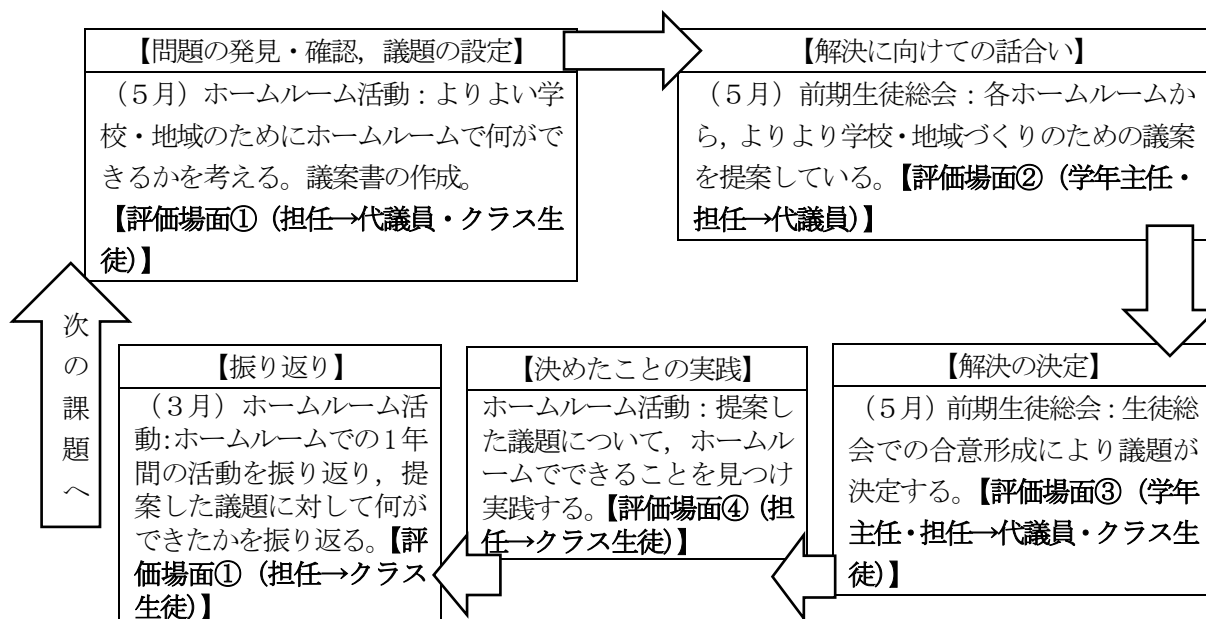 【問題の発見・確認，議題の設定】
（５月）ホームルーム活動：よりよい学
校・地域のためにホームルームで何がで
きるかを考える。議案書の作成。
【評価場面①（担任→代議員・クラス生
徒）】
【解決に向けての話合い】
（５月）前期生徒総会：各ホームルームか
ら，よりより学校・地域づくりのための議案
を提案している。【評価場面②（学年主任・
担任→代議員）】
【解決の決定】
（５月）前期生徒総会：生徒総
会での合意形成により議題が
決定する。【評価場面③（学年
主任・担任→代議員・クラス生
徒）】
【決めたことの実践】
ホームルーム活動：提案し
た議題について，ホームル
ームでできることを見つけ
実践する。【評価場面④（担
任→クラス生徒）】
【振り返り】
（３月）ホームルーム活
動：ホームルームでの１年
間の活動を振り返り，提
案した議題に対して何が
できたかを振り返る。【評
価場面①（担任→クラス
生徒）】
次の課題へ